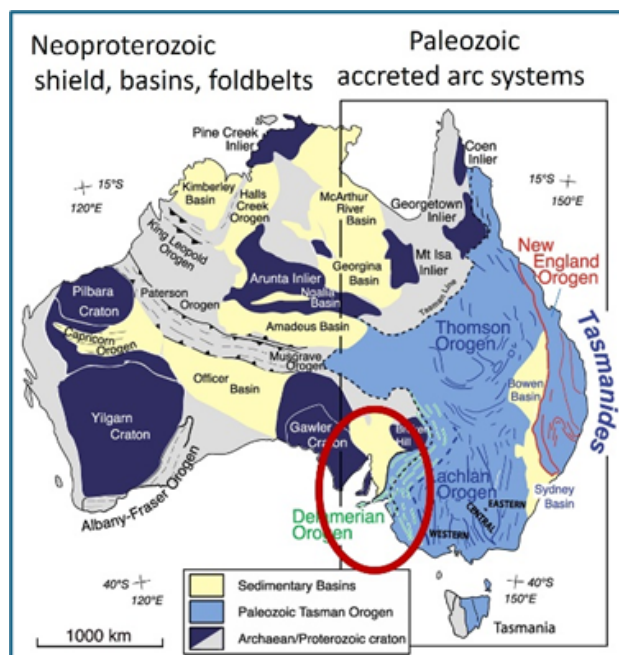 Neoproterozoic
shield, basins, foldbelts
Paleozoic
accreted arc systems
Pine Creek
Inlier
Coen
Inlier
15°S
120°E
15°S
150°E
Kimberley
Basin
Halls
Creek
Orogen
McArthur
River
Basin
Georgetown
Inlier
King Leopold
Orogen
Mt Isa
Inlier
New
England
Orogen
Arunta Inlier
Georgina
Basin
Ngalia
Basin
Tasman Line
Pilbara
Craton
Paterson
Orogen
Thomson
Orogen
Tasmanides
Capricorn
Orogen
Amadeus Basin
Musgrave
Orogen
Bowen
Basin
Officer
Basin
Yilgarn
Craton
Gawler
Craton
Hill
Lachlan
Orogen
Sydney
Basin
EASTERN
CENTRAL
WESTERN
Albany-Fraser Orogen
Delamerian
Orogen
40°S
120°E
40°S
150°E
Tasmania
Sedimentary Basins
Paleozoic Tasman Orogen
Archaean/Proterozoic craton
1000 km